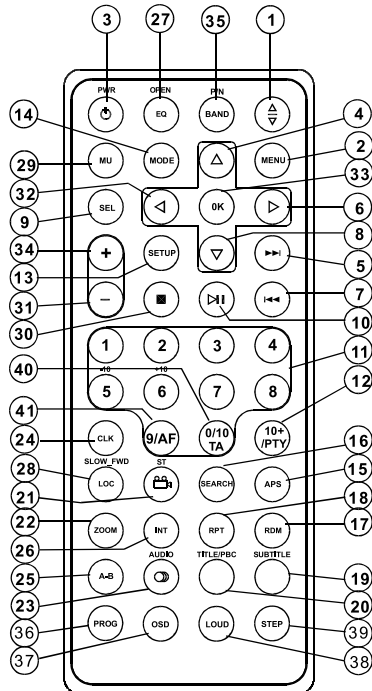 3 27 35 1
PWR OPEN P/N
EQ BAND
14 4
29 MU MODE MENU 2
32 33
9 SEL OK 6
34 + SETUP 8
13 5
31 − 7
30 10
1 2 3 4
40 -10 +10 11
5 6 7 8
12
41 9/AF 0/10 TA 10+ /PTY
24 CLK 16
SLOW_FWD ST
28 LOC SEARCH APS 15
21 18
22 ZOOM INT RPT RDM 17
26 AUDIO TITLE/PBC SUBTITLE
25 A-B 19
23 20
36 PROG OSD LOUD STEP 39
37 38